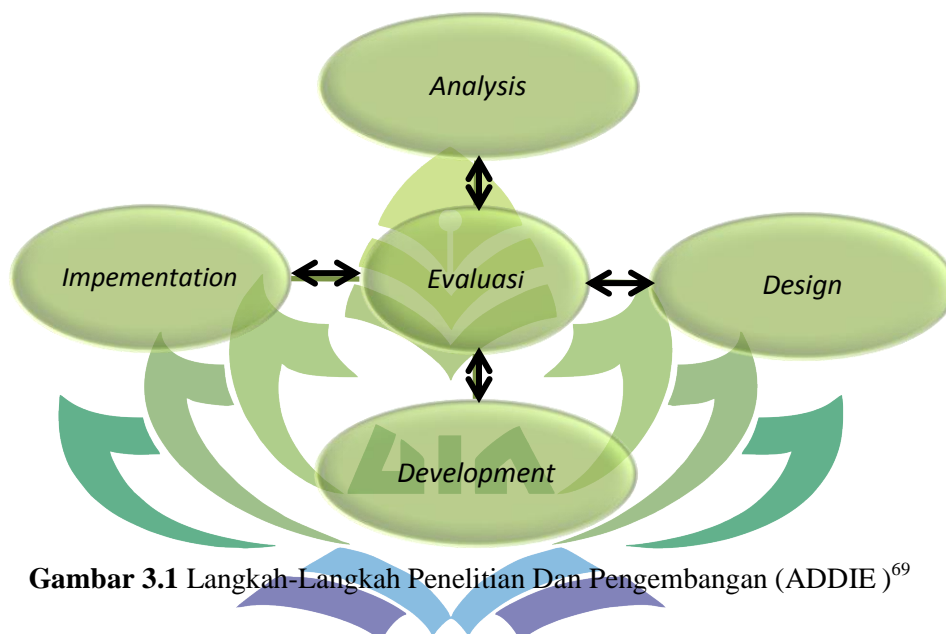 Analysis
Impementation
Evaluasi
Design
Development
Gambar 3.1 Langkah-Langkah Penelitian Dan Pengembangan (ADDIE )69